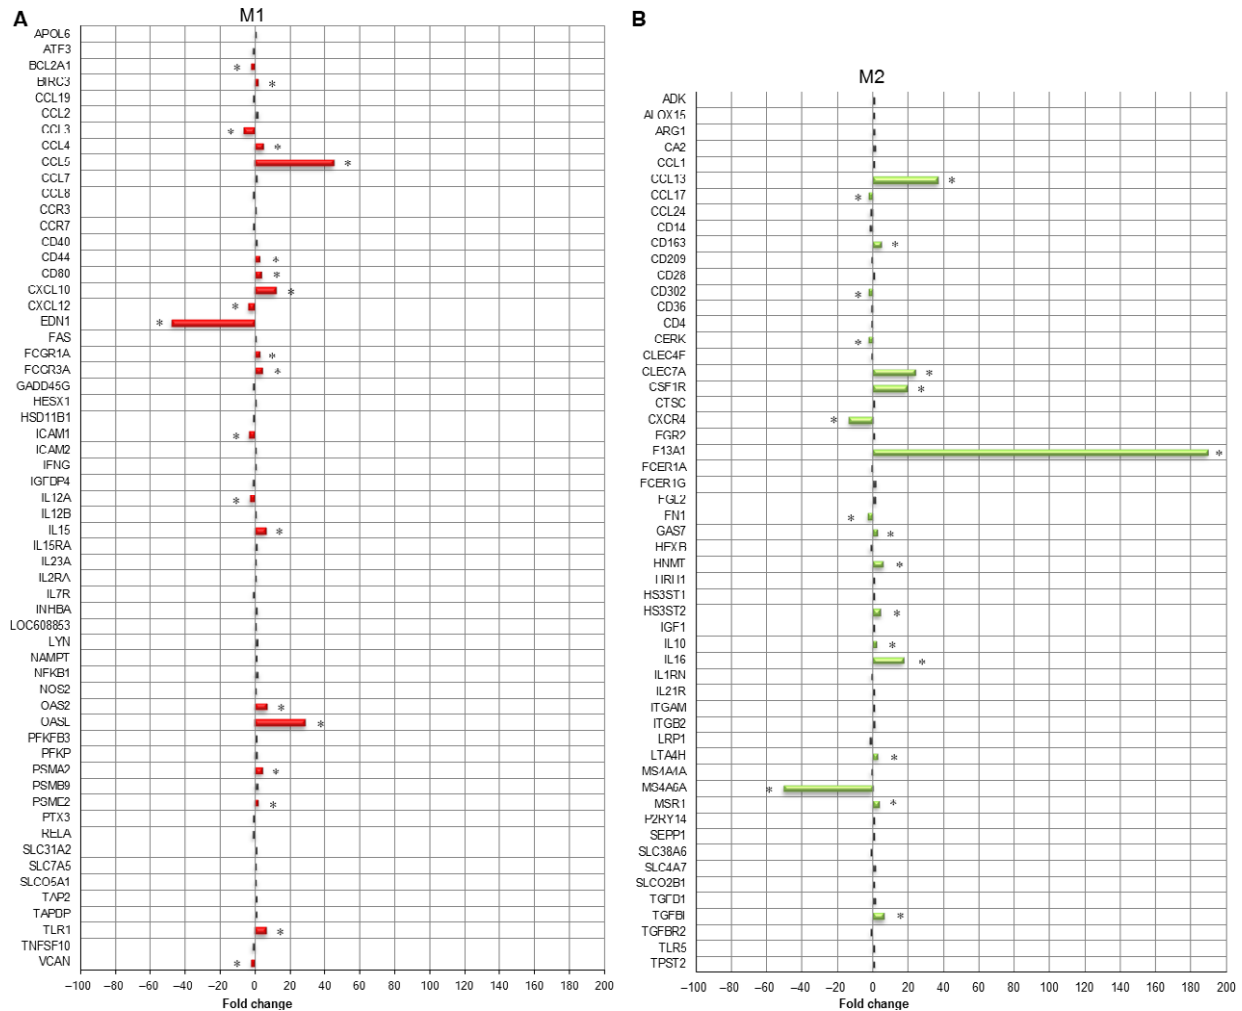 A
M1
APOL6
ATF3
BCL2A1 *
BIRC3 *
CCL19
CCL2
CCL3 *
CCL4 *
CCL5 *
CCL7
CCL8
CCR3
CCR7
CD40
CD44 *
CD80 *
CXCL10 *
CXCL12 *
EDN1 *
FAS
FCGR1A *
FCGR3A *
GADD45G
HESX1
HSD11B1
ICAM1 *
ICAM2
IFNG
IL12A *
IL12B
IL15 *
IL15RA
IL23A
IL2RA
IL7R
INHBA
LOC608853
LYN
NAMPT
NFKB1
NOS2
OAS2 *
OASL *
PFKFB3
PFKP
PSMA2 *
PSMB9
PSME2 *
PTX3
RELA
SLC31A2
SLC7A5
SLCO5A1
TAP2
TAPBP
TLR1 *
TNFSF10
VCAN *
−100 −80 −60 −40 −20 0 20 40 60 80 100 120 140 160 180 200
Fold change
B
M2
ADK
ALOX15
ARG1
CA2
CCL1
CCL13 *
CCL17 *
CCL24
CD14
CD163 *
CD209
CD28
CD302 *
CD36
CD4
CERK *
CLEC4F
CLEC7A *
CSF1R *
CTSC
CXCR4 *
EGR2
F13A1 *
FCER1A
FCER1G
FGL2
FN1 *
GAS7 *
HEXB
HNMT *
HRH1
HS3ST1
HS3ST2 *
IGF1
IL10 *
IL16 *
IL1RN
IL21R
ITGAM
ITGB2
LRP1
LTA4H *
MS4A4A
MS4A6A *
MSR1 *
P2RY14
SEPP1
SLC38A6
SLC4A7
SLCO2B1
TGFBI *
TGFBR2
TLR5
TPST2
−100 −80 −60 −40 −20 0 20 40 60 80 100 120 140 160 180 200
Fold change